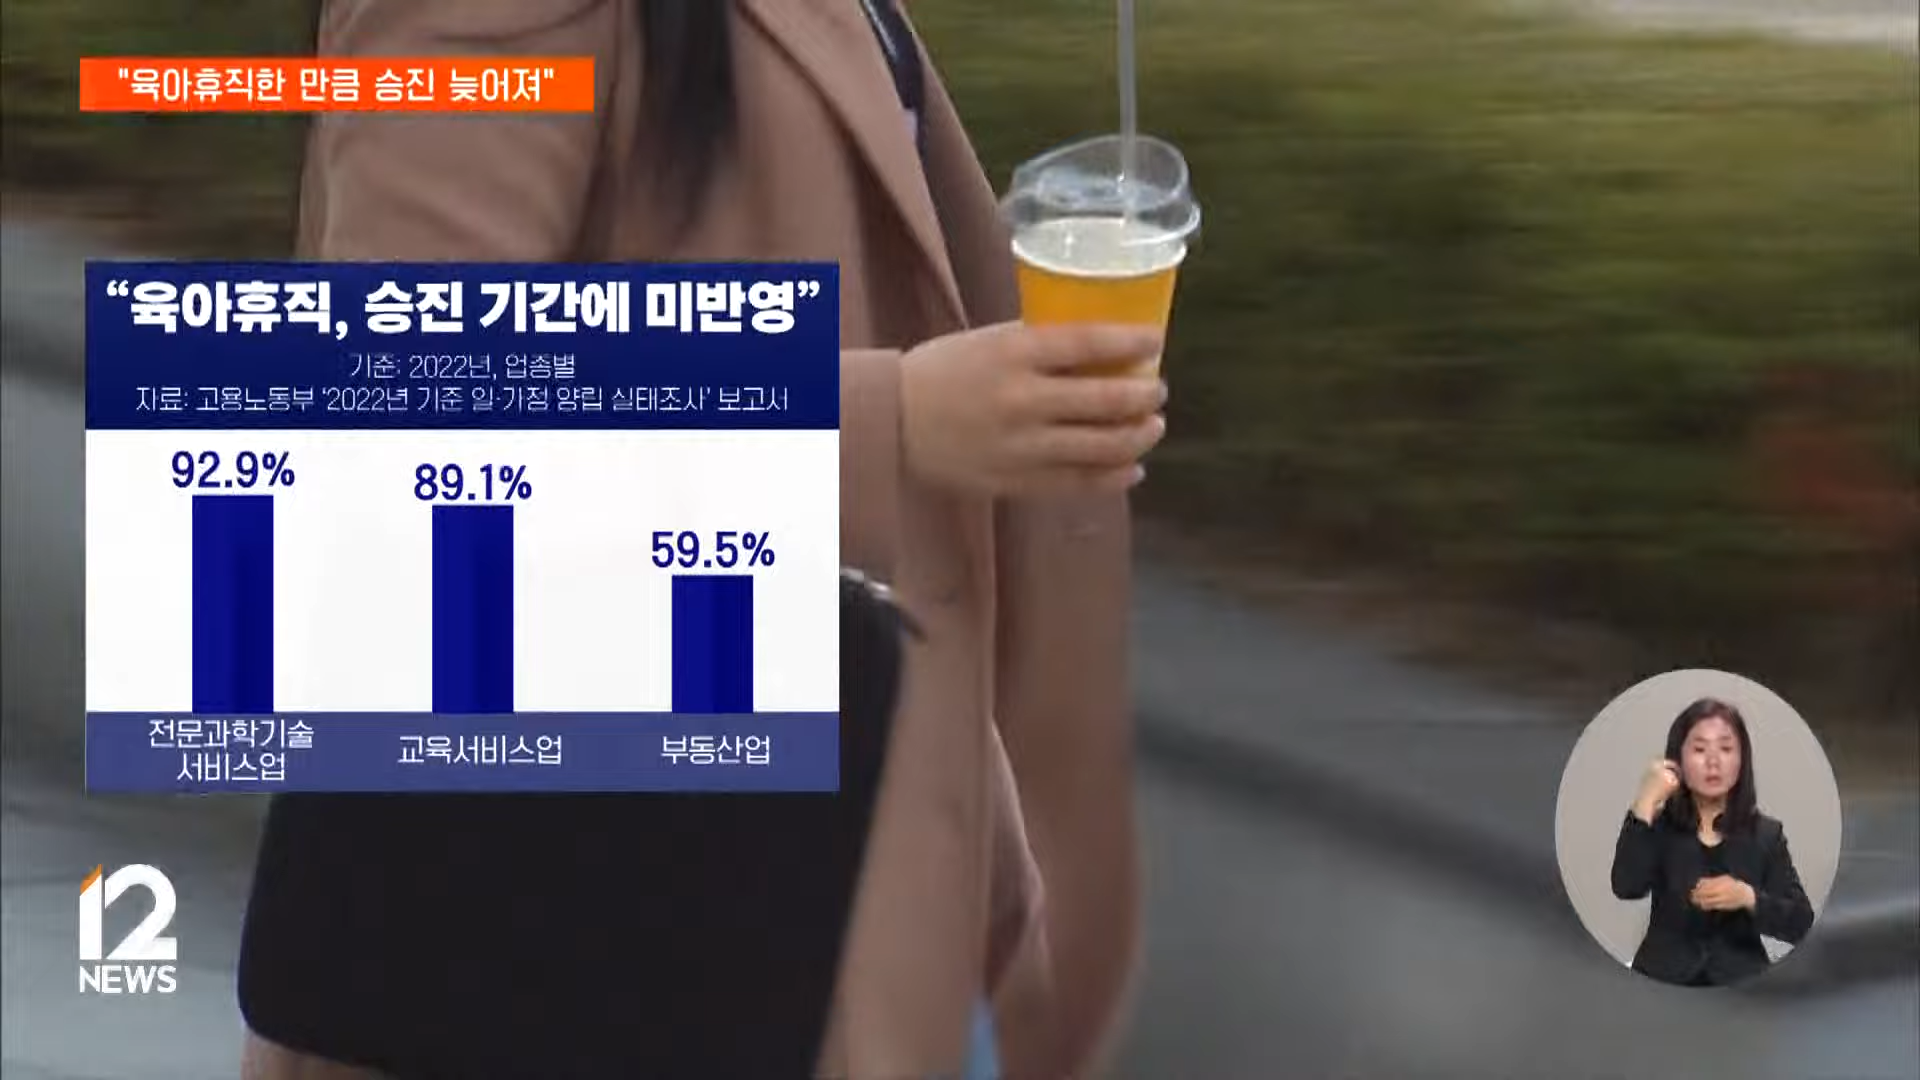 "육아휴직한 만큼 승진 늦어져"
“육아휴직, 승진 기간에 미반영”
기준: 2022년, 업종별
자료: 고용노동부 ‘2022년 기준 일·가정 양립 실태조사’ 보고서
92.9%
89.1%
59.5%
전문과학기술
서비스업
교육서비스업
부동산업
12
NEWS